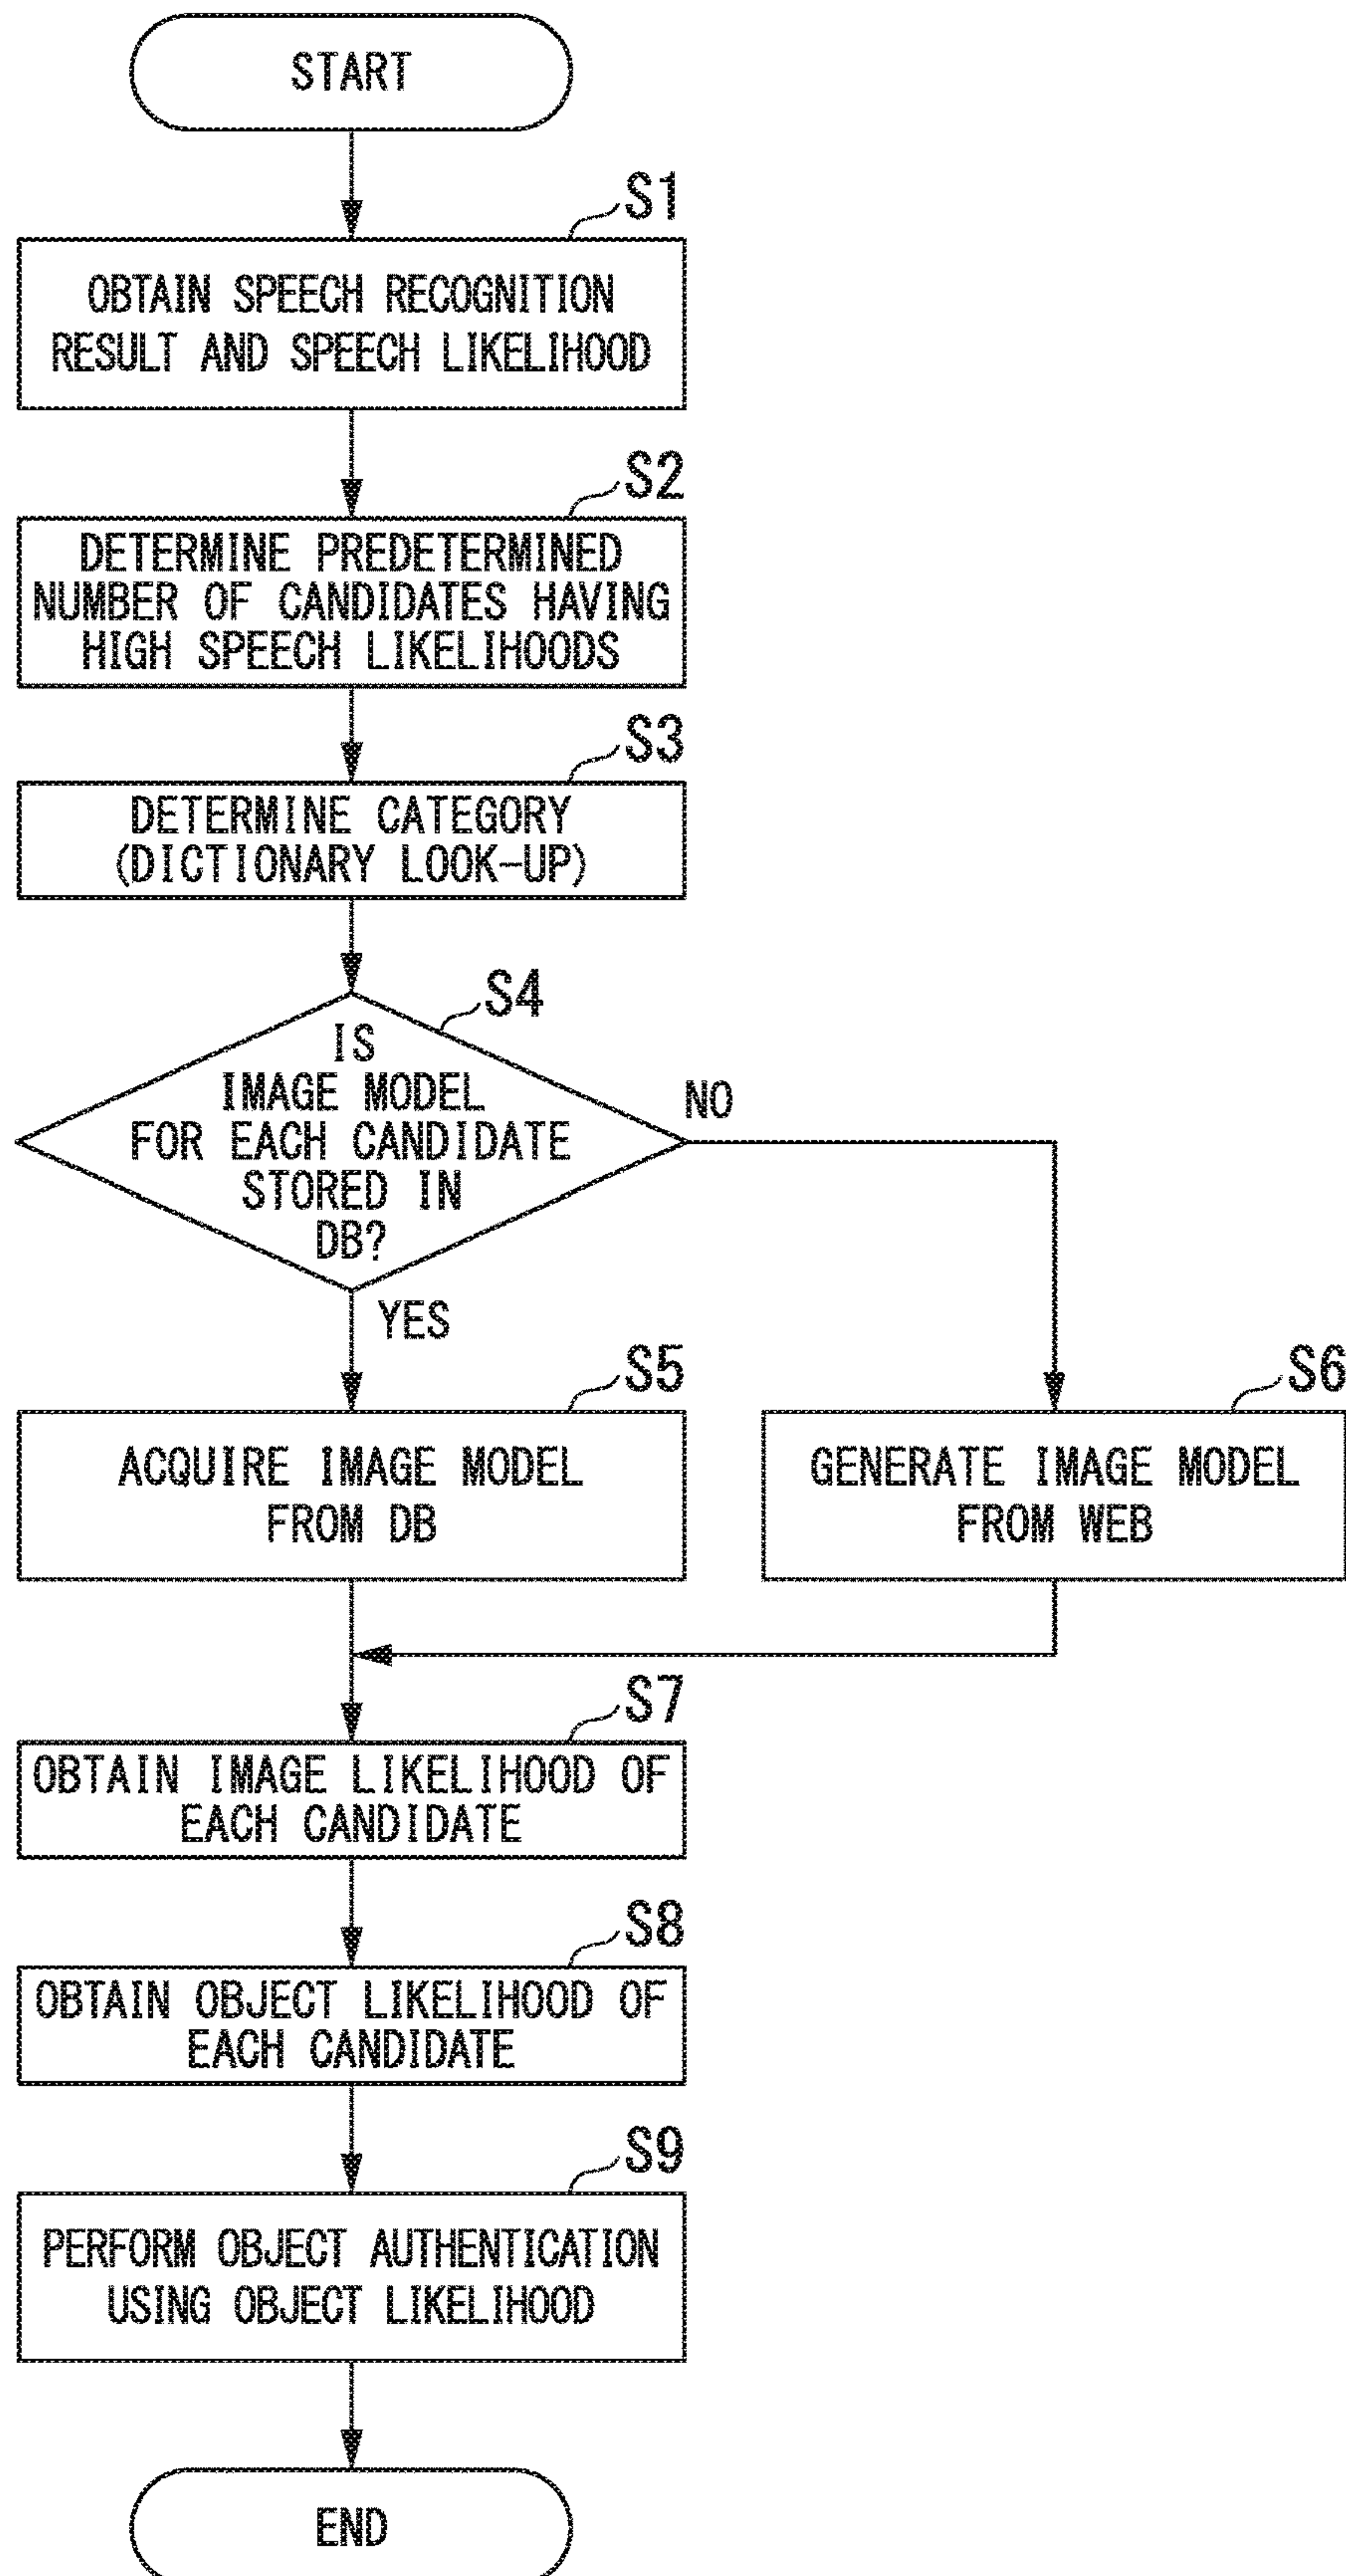 START
S1
OBTAIN SPEECH RECOGNITION
RESULT AND SPEECH LIKELIHOOD
S2
DETERMINE PREDETERMINED
NUMBER OF CANDIDATES HAVING
HIGH SPEECH LIKELIHOODS
S3
DETERMINE CATEGORY
(DICTIONARY LOOK-UP)
S4
IS
IMAGE MODEL
FOR EACH CANDIDATE
STORED IN
DB?
NO
YES
S5
ACQUIRE IMAGE MODEL
FROM DB
S6
GENERATE IMAGE MODEL
FROM WEB
S7
OBTAIN IMAGE LIKELIHOOD OF
EACH CANDIDATE
S8
OBTAIN OBJECT LIKELIHOOD OF
EACH CANDIDATE
S9
PERFORM OBJECT AUTHENTICATION
USING OBJECT LIKELIHOOD
END